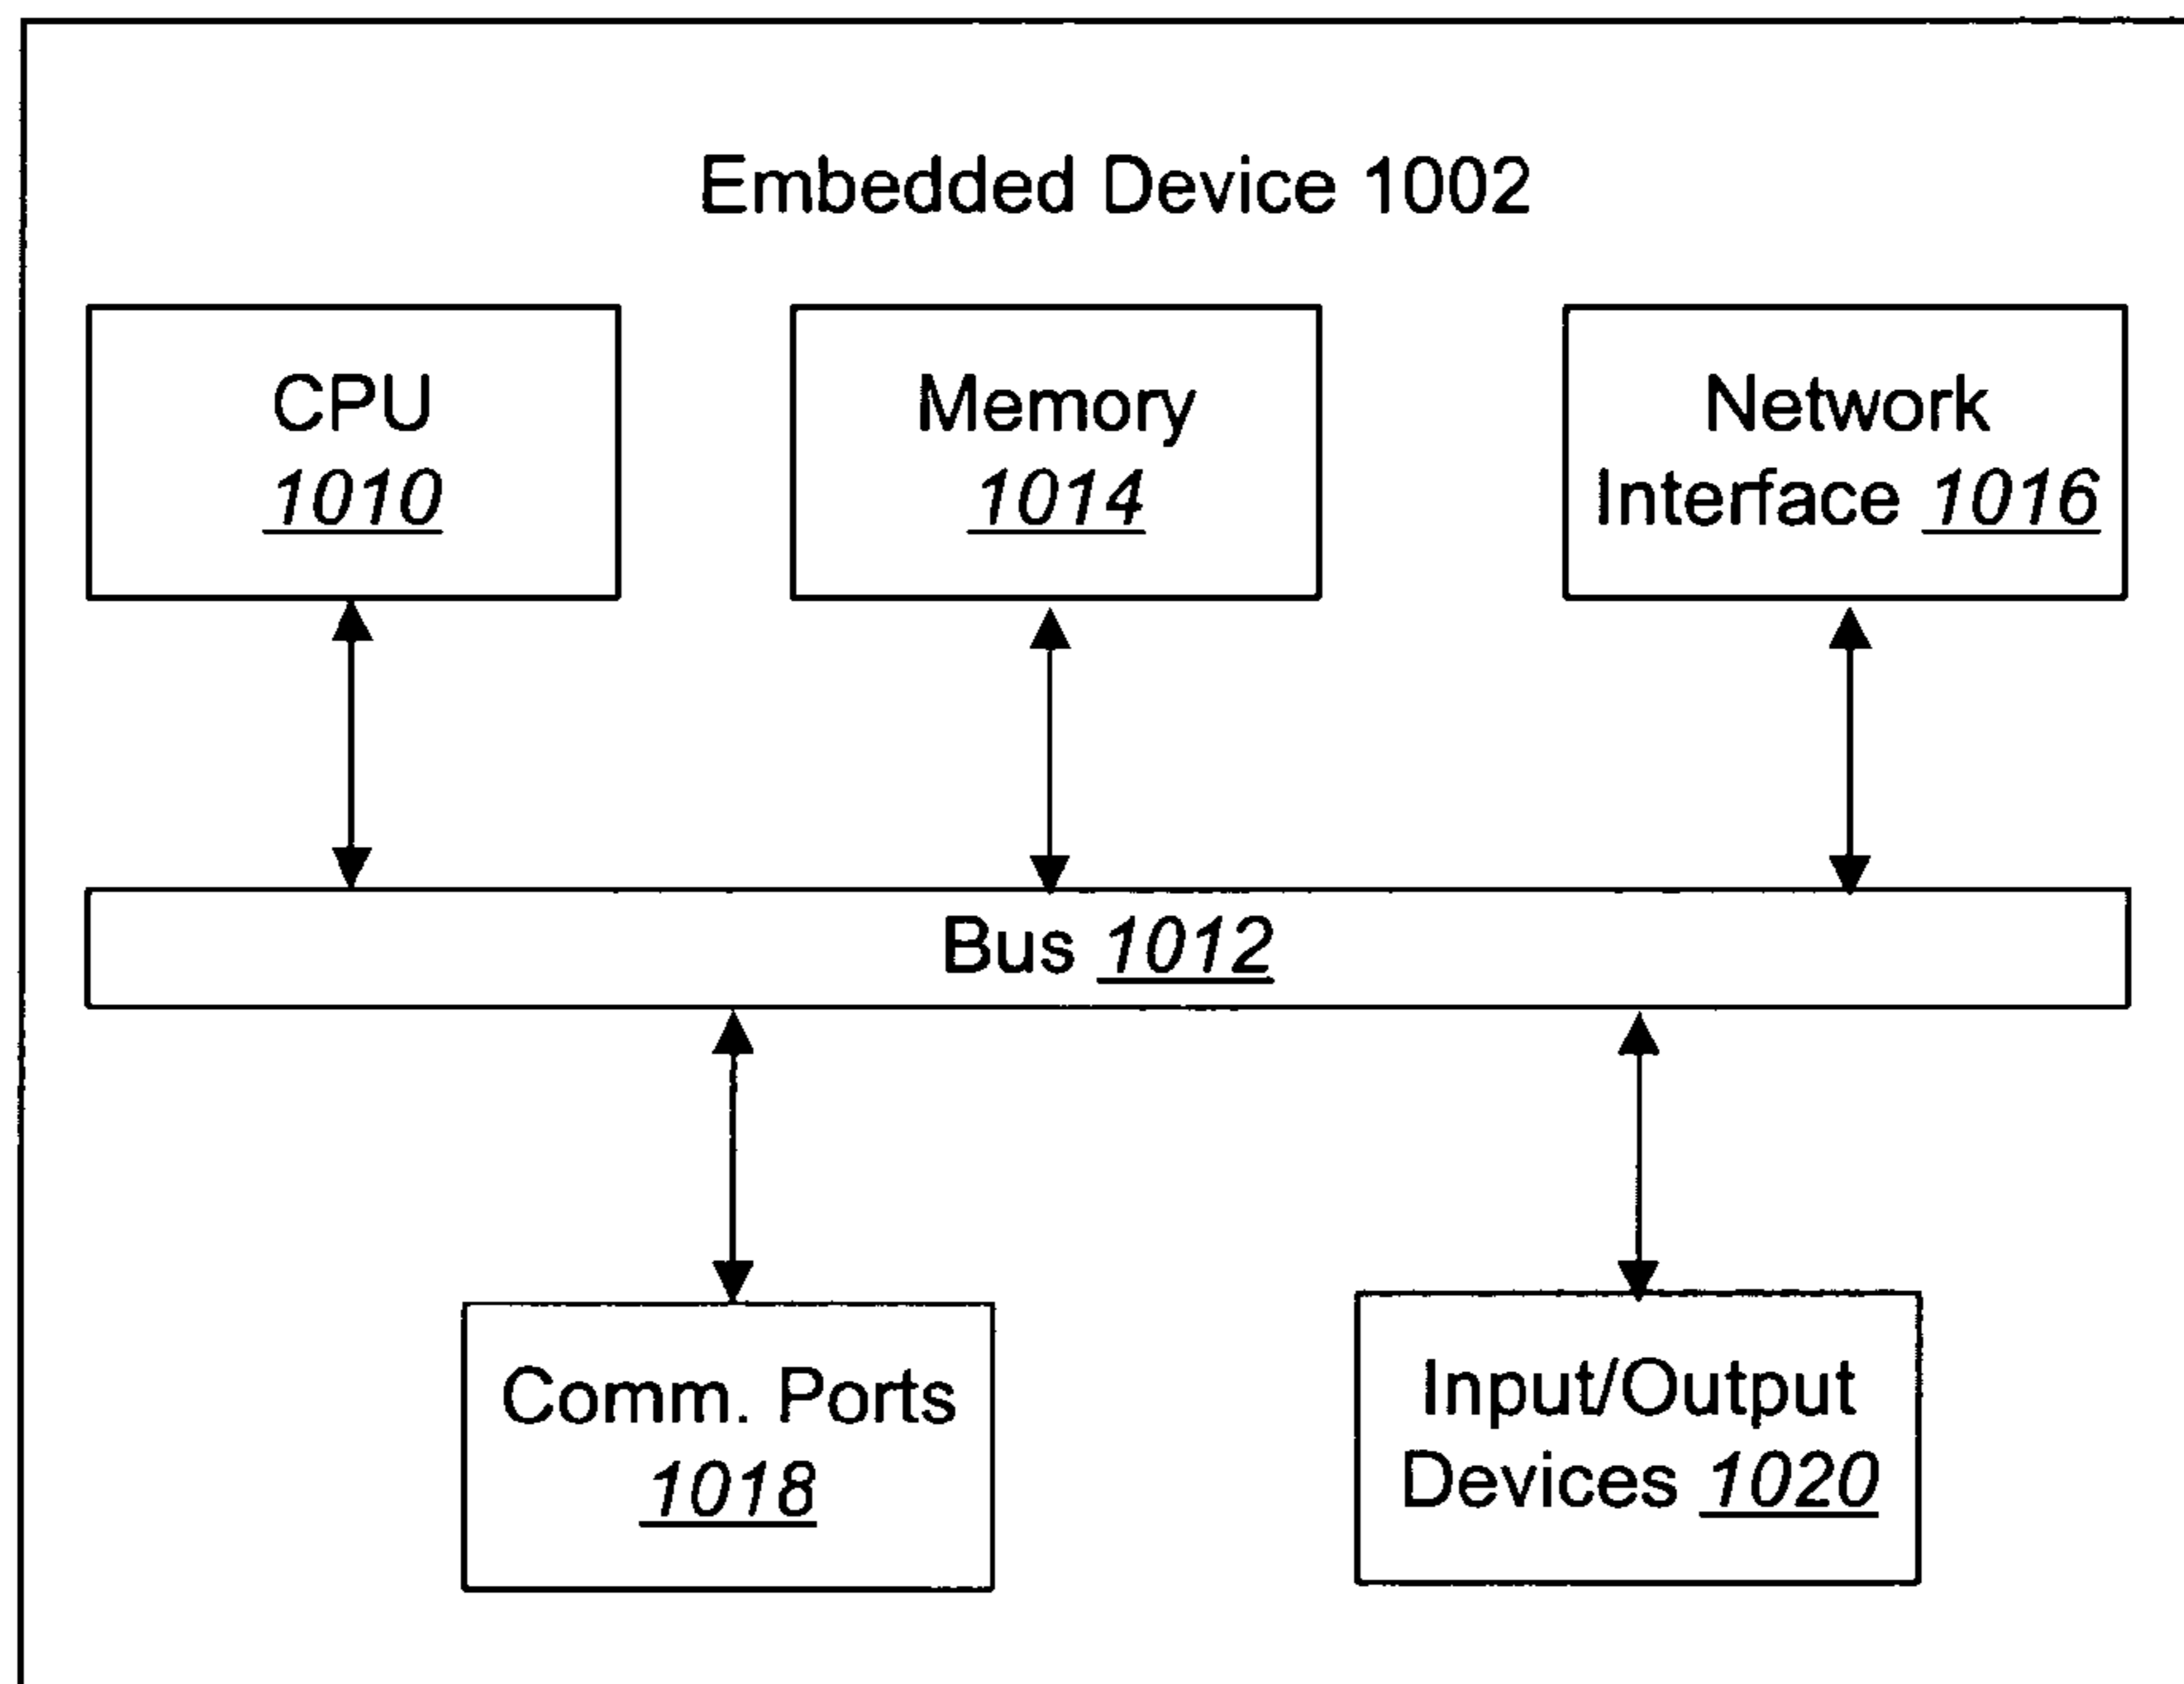 Embedded Device 1002
CPU
1010
Memory
1014
Network
Interface 1016
Bus 1012
Comm. Ports
1018
Input/Output
Devices 1020